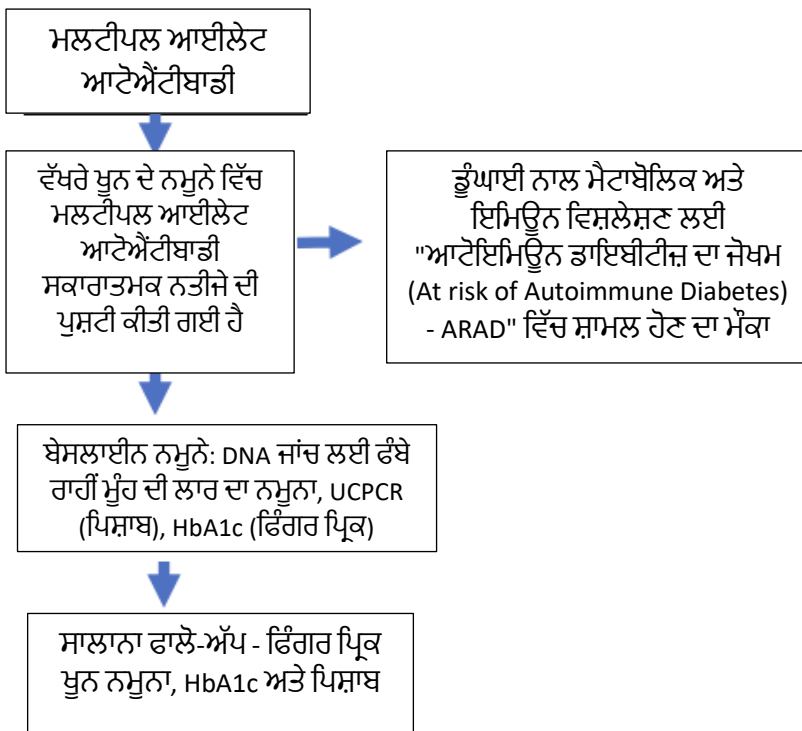 ਮਲਟੀਪਲ ਆਈਲੇਟ
ਆਟੋਐਂਟੀਬਾਡੀ
ਵੱਖਰੇ ਖੂਨ ਦੇ ਨਮੂਨੇ ਵਿੱਚ
ਮਲਟੀਪਲ ਆਈਲੇਟ
ਆਟੋਐਂਟੀਬਾਡੀ
ਸਕਾਰਾਤਮਕ ਨਤੀਜੇ ਦੀ
ਪੁਸ਼ਟੀ ਕੀਤੀ ਗਈ ਹੈ
ਡੂੰਘਾਈ ਨਾਲ ਮੈਟਾਬੋਲਿਕ ਅਤੇ
ਇਮਿਊਨ ਵਿਸ਼ਲੇਸ਼ਣ ਲਈ
"ਆਟੋਇਮਿਊਨ ਡਾਇਬੀਟੀਜ਼ ਦਾ ਜੋਖਮ
(At risk of Autoimmune Diabetes)
- ARAD" ਵਿੱਚ ਸ਼ਾਮਲ ਹੋਣ ਦਾ ਮੌਕਾ
ਬੇਸਲਾਈਨ ਨਮੂਨੇ: DNA ਜਾਂਚ ਲਈ ਫੰਬੇ
ਰਾਹੀਂ ਮੂੰਹ ਦੀ ਲਾਰ ਦਾ ਨਮੂਨਾ, UCPCR
(ਪਿਸ਼ਾਬ), HbA1c (ਫਿੰਗਰ ਪ੍ਰਿਕ)
ਸਾਲਾਨਾ ਫਾਲੋ-ਅੱਪ - ਫਿੰਗਰ ਪ੍ਰਿਕ
ਖੂਨ ਨਮੂਨਾ, HbA1c ਅਤੇ ਪਿਸ਼ਾਬ